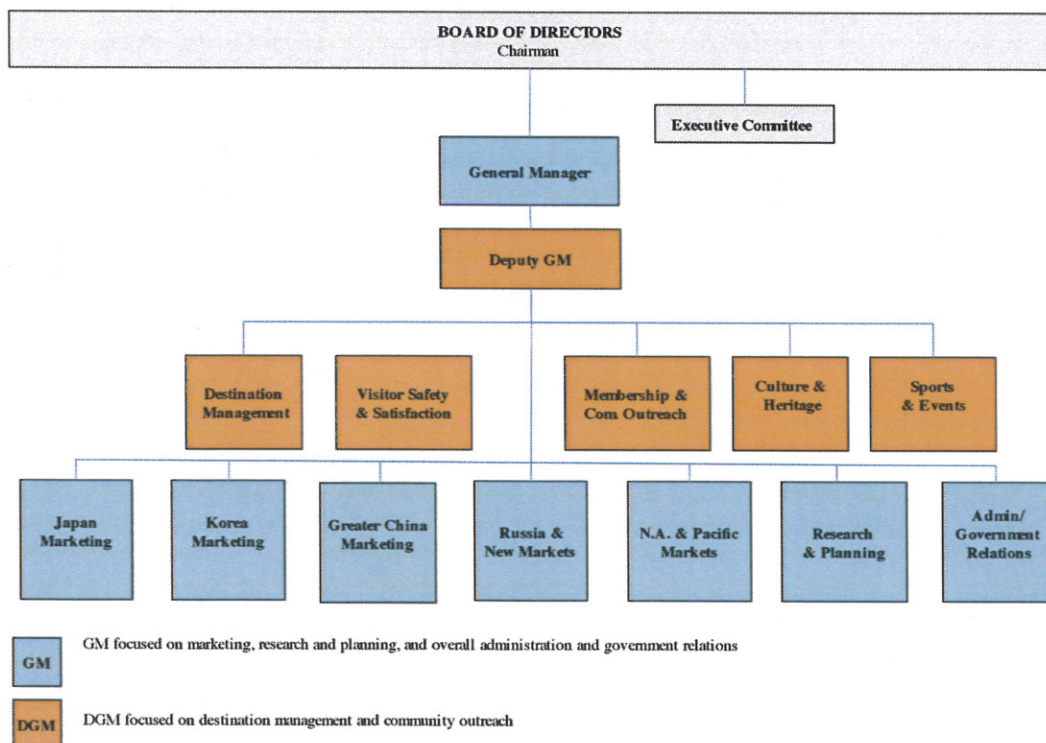 BOARD OF DIRECTORS
Chairman
Executive Committee
General Manager
Deputy GM
Destination
Management
Visitor Safety
& Satisfaction
Membership &
Com. Outreach
Culture &
Heritage
Sports
& Events
Japan
Marketing
Korea
Marketing
Greater China
Marketing
Russia &
New Markets
N.A. & Pacific
Markets
Research
& Planning
Admin/
Government
Relations
GM
GM focused on marketing, research and planning, and overall administration and government relations
DGM
DGM focused on destination management and community outreach